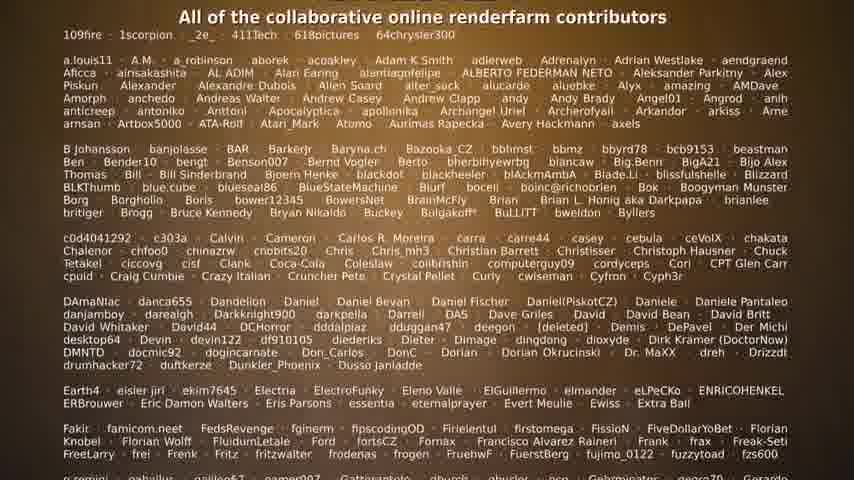 All of the collaborative online renderfarm contributors
109fire · 1scorpion · _2e_ · 411Tech · 618pictures · 64chrysler300
a.louis11 · A.M. · a_robinson · aborek · acoakley · Adam K Smith · adlerweb · Adrenalyn · Adrian Westlake · aendgraend
Aficca · airisakashita · AL ADIM · Alan Earing · alantiagnfelipe · ALBERTO FEDERMAN NETO · Aleksander Parkitny · Alex
Piskun · Alexander · Alexandre Dubois · Allen Soard · alter_suck · alucarde · aluebke · Alyx · amazing · AMDave
Amorph · anchedo · Andreas Walter · Andrew Casey · Andrew Clapp · andy · Andy Brady · Angel01 · Angrod · anih
anticreep · antoniko · Anttoni · Apocalyptica · apollonika · Archangel Uriel · Archerofaiii · Arkandor · arkiss · Arne
arnsan · Artbox5000 · ATA-Roll · Atari_Mark · Atomo · Aurimas Rapecka · Avery Hackmann · axels
B Johansson · banjolasse · BAR · BarkerJr · Baryna.ch · Bazooka_CZ · bbhmst · bbmz · bbyrd78 · bcb9153 · beastman
Ben · Bender10 · bengt · Benson007 · Bernd Vogler · Berto · bherbihyewrbg · biancaw · Big.Benn · BigA21 · Bijo Alex
Thomas · Bill · Bill Sinderbrand · Bjoern Henke · blackdot · blackheeler · blAckmAmbA · Blade.Li · blissfulshelle · Blizzard
BLKThumb · blue.cube · blueseal86 · BlueStateMachine · Blurf · bocell · boinc@richobrien · Bok · Boogyman Munster
Borg · Borghollo · Boris · bower12345 · BowersNet · BrainMcFly · Brian · Brian L. Honig aka Darkpapa · brianlee
britiger · Brogg · Bruce Kennedy · Bryan Nikaido · Buckey · Bulgakoff* · BuLLITT · bweldon · Byllers
c0d4041292 · c303a · Calvin · Cameron · Carlos R. Moreira · carra · carre44 · casey · cebula · ceVoIX · chakata
Chalenor · chfoo0 · chinazrw · cnobits20 · Chris · Chris_mh3 · Christian Barrett · Christisser · Christoph Hausner · Chuck
Tetakel · ciccovg · cisf · Clank · Coca-Cola · Coleslaw · colibrishin · computerguy09 · cordyceps · Cori · CPT Glen Carr
cpuid · Craig Cumbie · Crazy Italian · Cruncher Pete · Crystal Pellet · Curly · cwiseman · Cyfron · Cyph3r
DAmaNIac · danca655 · Dandelion · Daniel · Daniel Bevan · Daniel Fischer · Daniel(PiskotCZ) · Daniele · Daniele Pantaleo
danjamboy · darealgh · Darkknight900 · darkpella · Darrell · DAS · Dave Griles · David · David Bean · David Britt
David Whitaker · David44 · DCHorror · dddalpiaz · dduggan47 · deegon · [deleted] · Demis · DePavel · Der Michi
desktop64 · Devin · devin122 · df910105 · diederiks · Dieter · Dimage · dingdong · dioxyde · Dirk Kramer (DoctorNow)
DMNTD · docmic92 · dogincarnate · Don_Carlos · DonC · Dorian · Dorian Okrucinski · Dr. MaXX · dreh · Drizzdl
drumhacker72 · duftkerze · Dunkler_Phoenix · Dusso Janladde
Earth4 · eisler jiri · ekim7645 · Electria · ElectroFunky · Eleno Valle · ElGuillermo · elmander · eLPeCKo · ENRICOHENKEL
ERBrouwer · Eric Damon Walters · Eris Parsons · essentia · eternalprayer · Evert Meulie · Ewiss · Extra Ball
Fakir · famicom.neet · FedsRevenge · fginerm · fipscodingOD · Firielentul · firstomega · FissioN · FiveDollarYoBet · Florian
Knobel · Florian Wolff · FluidumLetale · Ford · fortsCZ · Fornax · Francisco Alvarez Raineri · Frank · frax · Freak-Seti
FreeLarry · frei · Frenk · Fritz · fritzwalter · frodenas · frogen · FruehwF · FuerstBerg · fujimo_0122 · fuzzytoad · fzs600